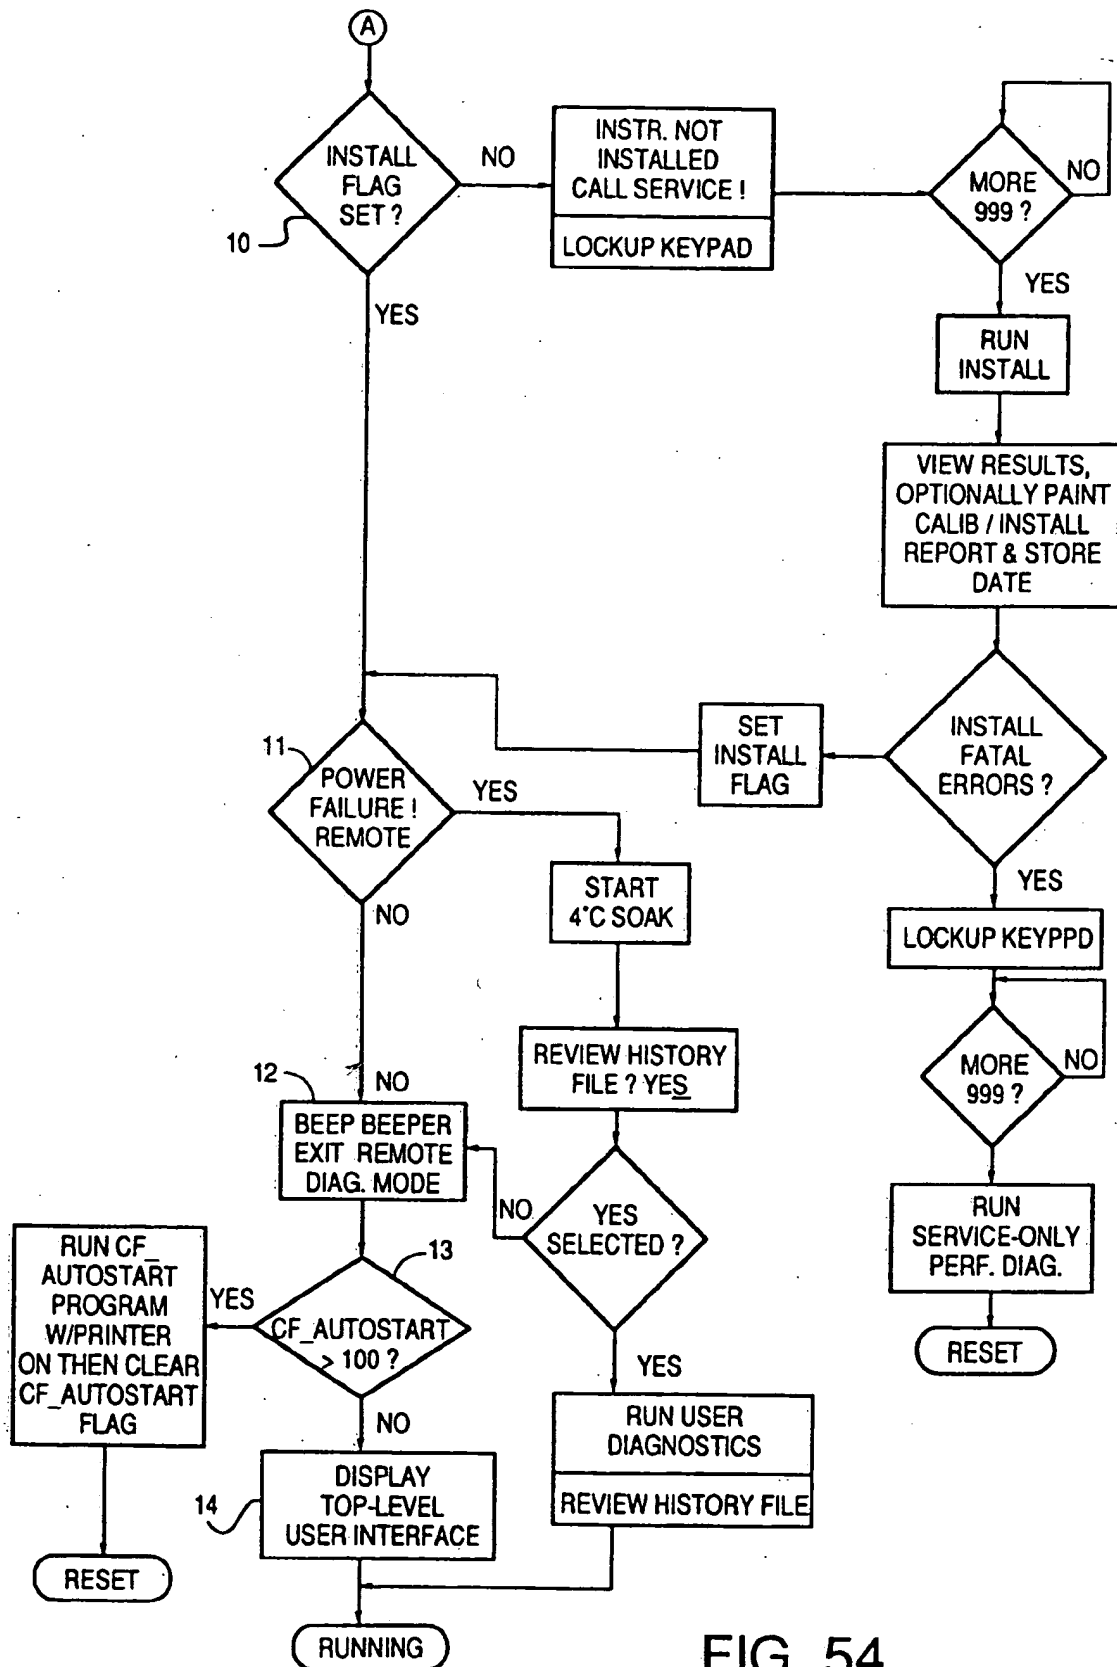 A
INSTALL
FLAG
SET ?
10
NO
YES
INSTR. NOT
INSTALLED
CALL SERVICE !
LOCKUP KEYPAD
MORE
999 ?
NO
YES
RUN
INSTALL
VIEW RESULTS,
OPTIONALLY PAINT
CALIB / INSTALL
REPORT & STORE
DATE
INSTALL
FATAL
ERRORS ?
SET
INSTALL
FLAG
YES
LOCKUP KEYPPD
MORE
999 ?
NO
RUN
SERVICE-ONLY
PERF. DIAG.
RESET
11
POWER
FAILURE !
REMOTE
YES
NO
START
4°C SOAK
REVIEW HISTORY
FILE ? YES
YES
SELECTED ?
NO
YES
RUN USER
DIAGNOSTICS
REVIEW HISTORY FILE
12
NO
BEEP BEEPER
EXIT REMOTE
DIAG. MODE
13
CF_AUTOSTART
> 100 ?
YES
NO
RUN CF_
AUTOSTART
PROGRAM
W/PRINTER
ON THEN CLEAR
CF_AUTOSTART
FLAG
RESET
14
DISPLAY
TOP-LEVEL
USER INTERFACE
RUNNING
FIG. 54